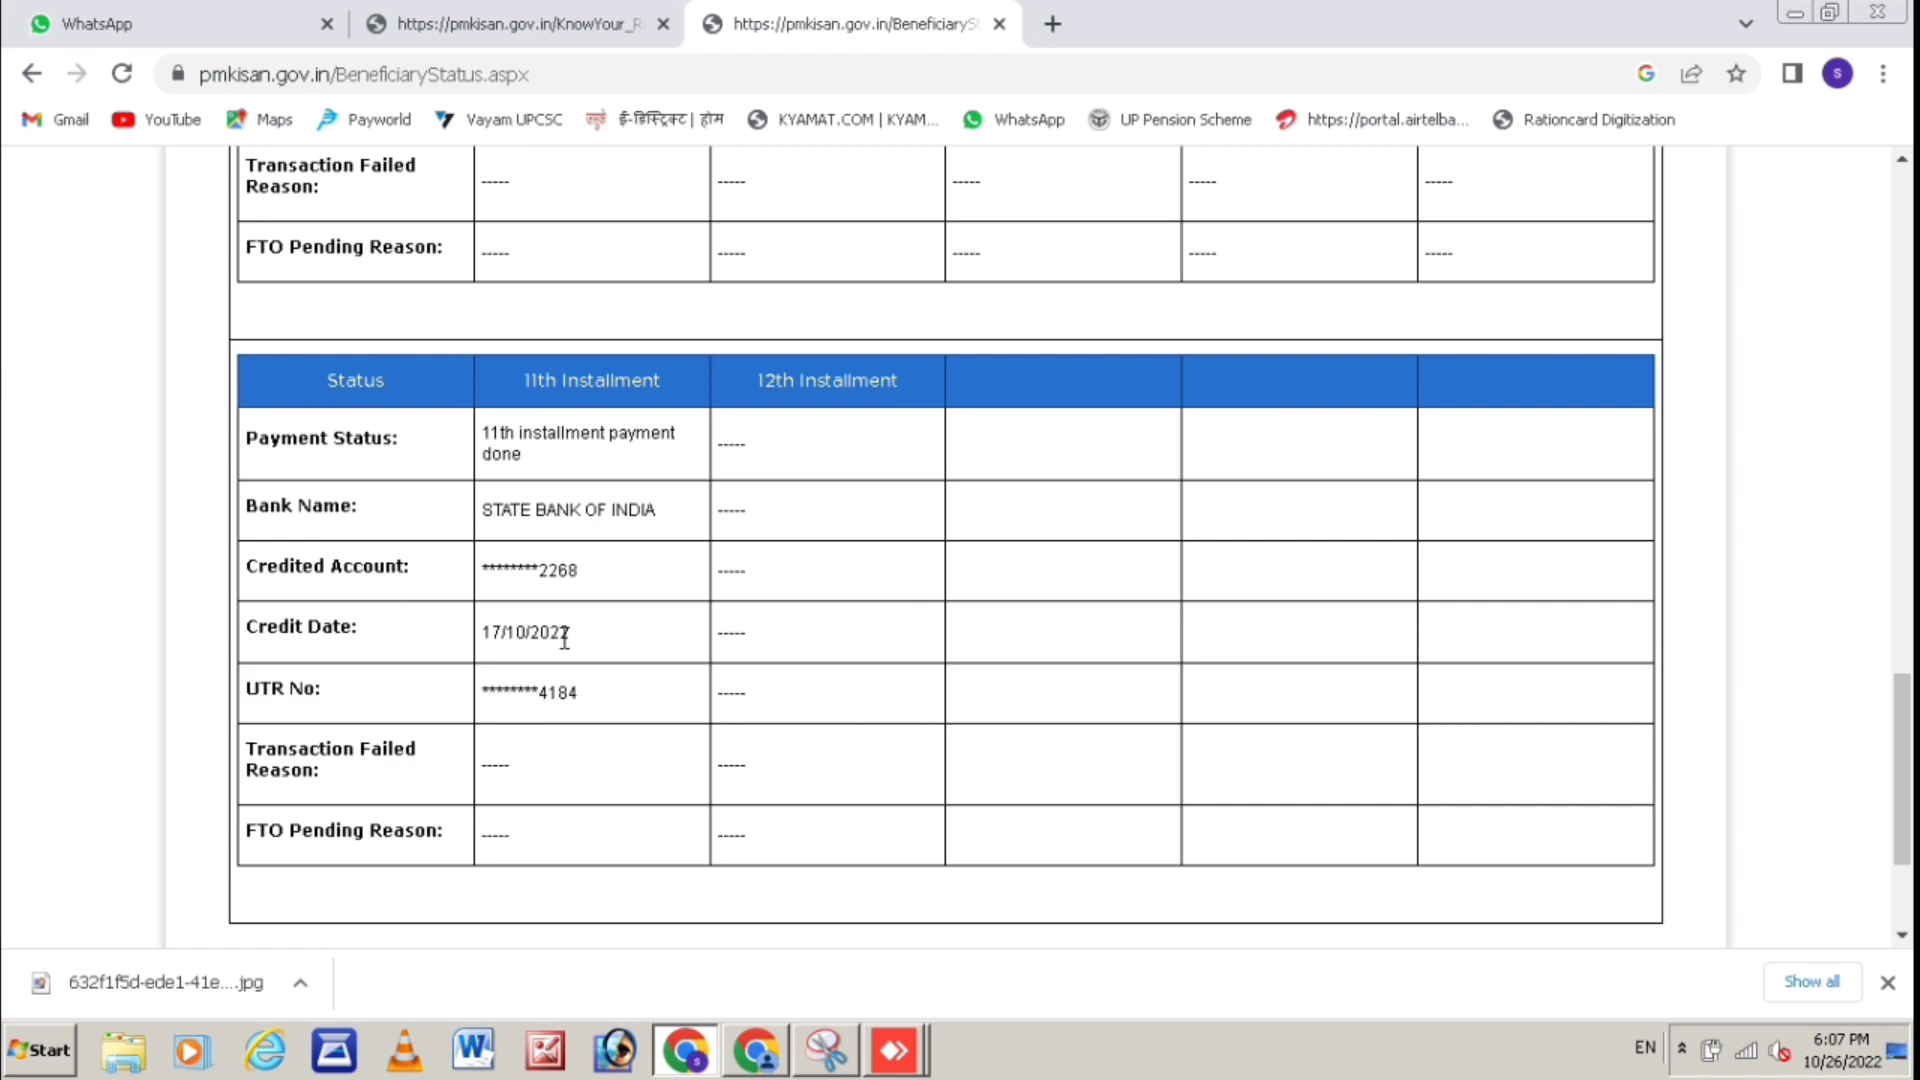 WhatsApp
https://pmkisan.gov.in/KnowYour_R
https://pmkisan.gov.in/BeneficiaryS
pmkisan.gov.in/BeneficiaryStatus.aspx
S
Gmail YouTube Maps Payworld Vayam UPCSC ई-डिस्ट्रिक्ट| होम KYAMAT.COM | KYAM... WhatsApp UP Pension Scheme https://portal.airtelba... Rationcard Digitization
Transaction Failed
Reason: ----- ----- ----- ----- -----
FTO Pending Reason: ----- ----- ----- ----- -----
Status 11th Installment 12th Installment
Payment Status: 11th installment payment
done -----
Bank Name: STATE BANK OF INDIA -----
Credited Account: ********2268 -----
Credit Date: 17/10/2022 -----
UTR No: ********4184 -----
Transaction Failed
Reason: ----- -----
FTO Pending Reason: ----- -----
632f1f5d-ede1-41e....jpg
Show all
Start
EN
6:07 PM
10/26/2022